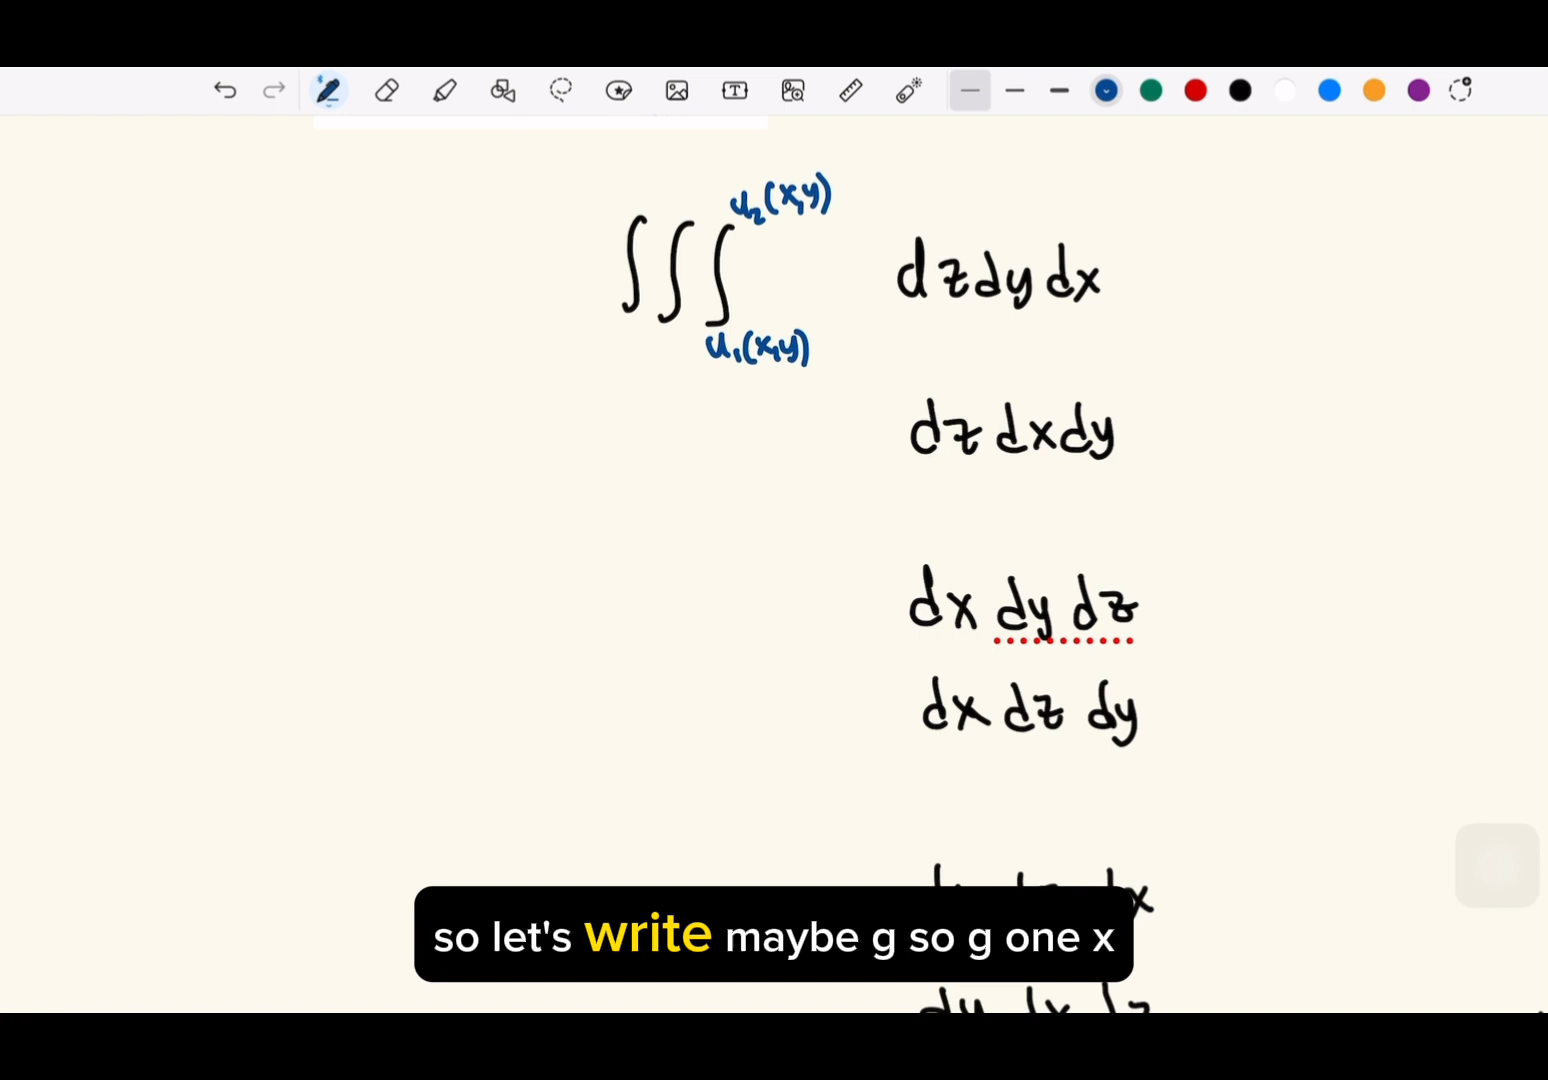 u₂(x,y)
∫∫∫ dz dy dx
u₁(x,y)
dz dx dy
dx dy dz
dx dz dy
x
so let's write maybe g so g one x